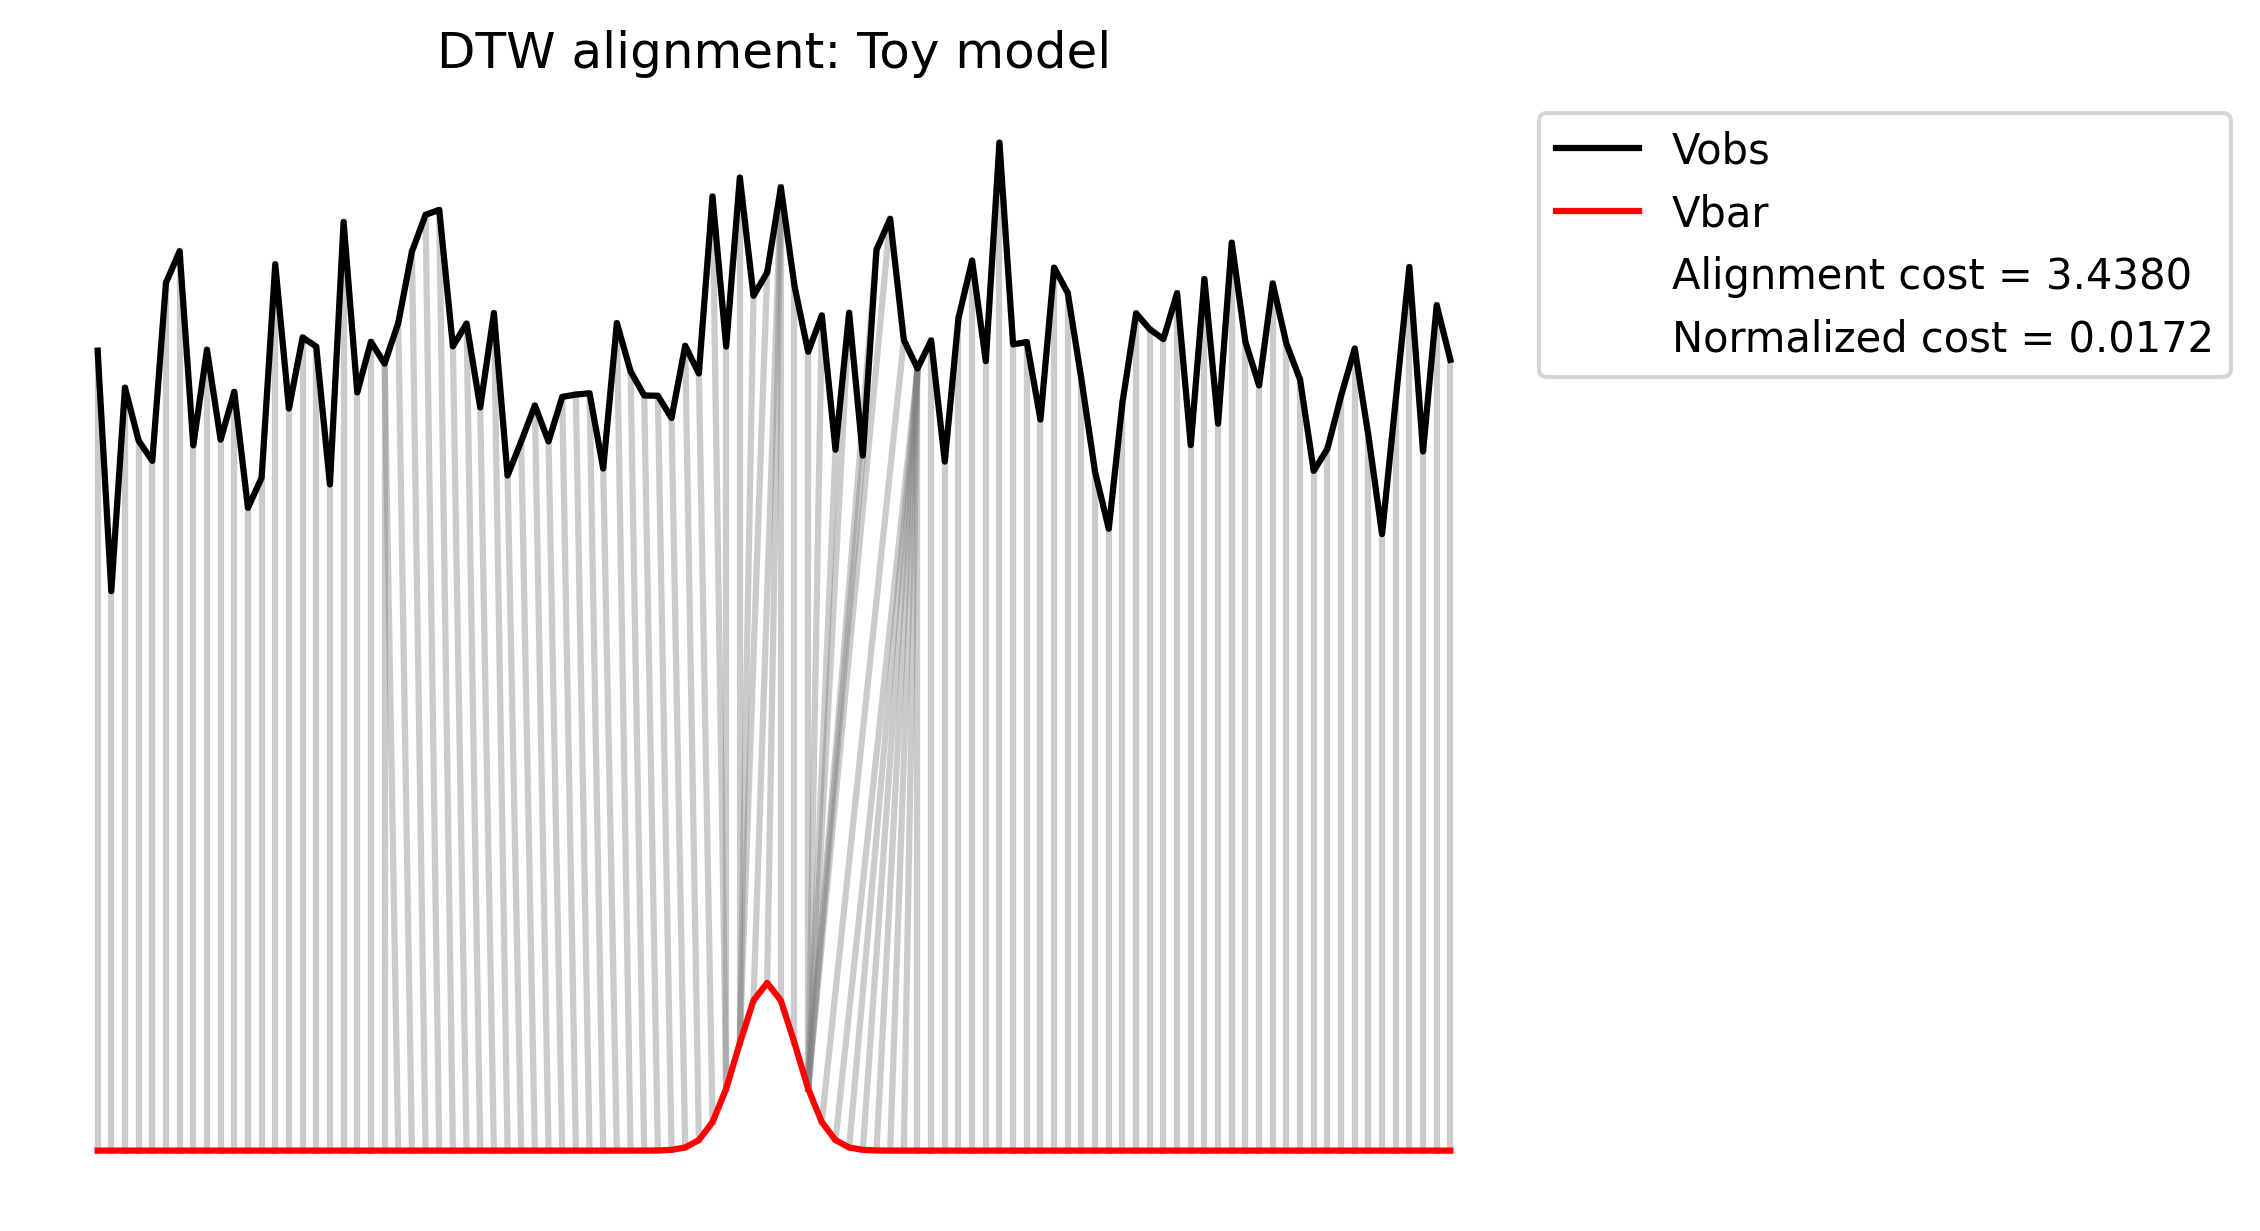 DTW alignment: Toy model
Vobs
Vbar
Alignment cost = 3.4380
Normalized cost = 0.0172